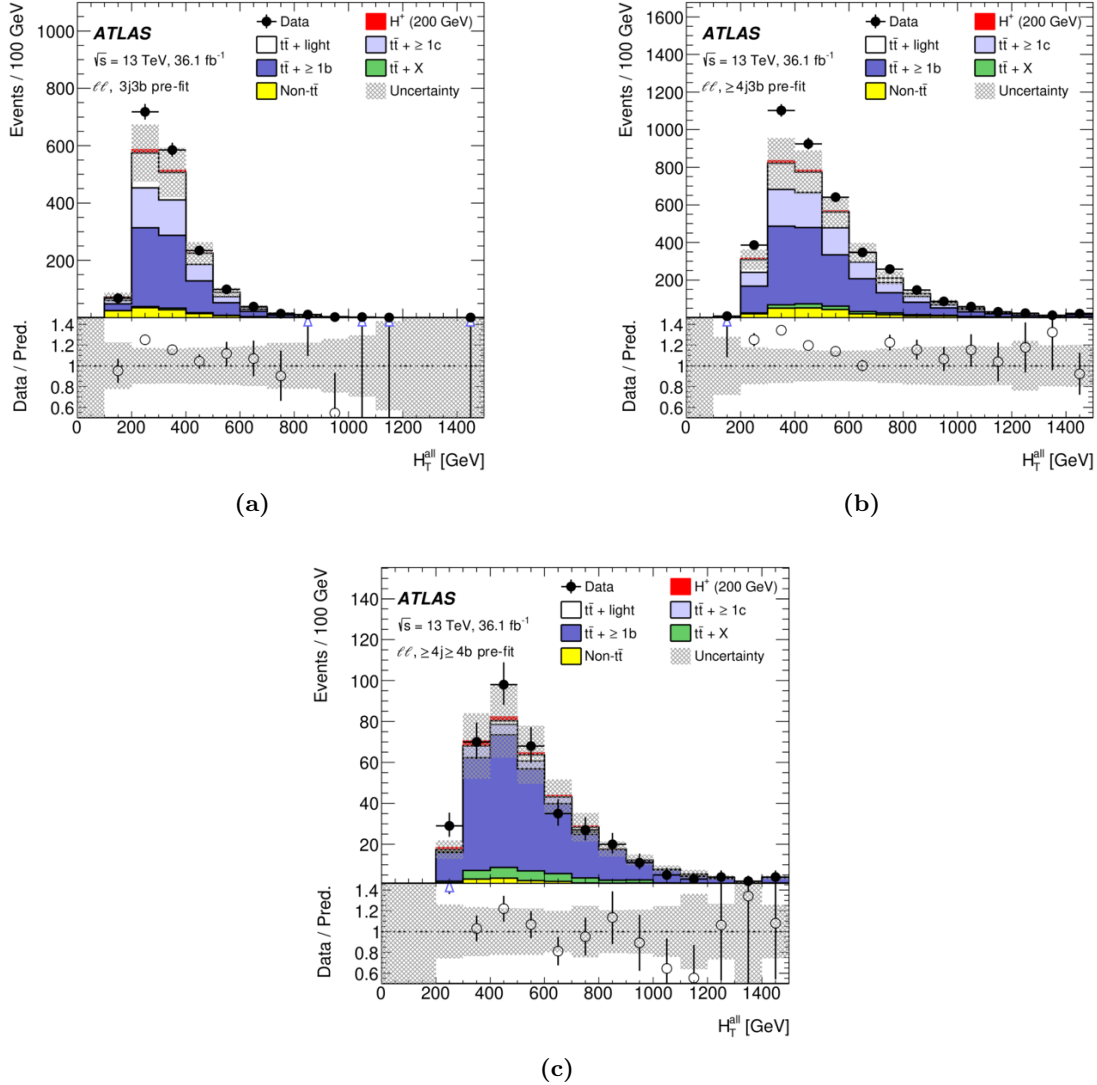 ATLAS
√s = 13 TeV, 36.1 fb⁻¹
ℓℓ, 3j3b pre-fit
Data
H⁺ (200 GeV)
tt̄ + light
tt̄ + ≥ 1c
tt̄ + ≥ 1b
tt̄ + X
Non-tt̄
Uncertainty
Events / 100 GeV
1000
800
600
400
200
Data / Pred.
1.4
1.2
1
0.8
0.6
0 200 400 600 800 1000 1200 1400
H_T^all [GeV]
(a)
ATLAS
√s = 13 TeV, 36.1 fb⁻¹
ℓℓ, ≥4j3b pre-fit
Data
H⁺ (200 GeV)
tt̄ + light
tt̄ + ≥ 1c
tt̄ + ≥ 1b
tt̄ + X
Non-tt̄
Uncertainty
Events / 100 GeV
1600
1400
1200
1000
800
600
400
200
Data / Pred.
1.4
1.2
1
0.8
0.6
0 200 400 600 800 1000 1200 1400
H_T^all [GeV]
(b)
ATLAS
√s = 13 TeV, 36.1 fb⁻¹
ℓℓ, ≥4j≥ 4b pre-fit
Data
H⁺ (200 GeV)
tt̄ + light
tt̄ + ≥ 1c
tt̄ + ≥ 1b
tt̄ + X
Non-tt̄
Uncertainty
Events / 100 GeV
140
120
100
80
60
40
20
Data / Pred.
1.4
1.2
1
0.8
0.6
0 200 400 600 800 1000 1200 1400
H_T^all [GeV]
(c)